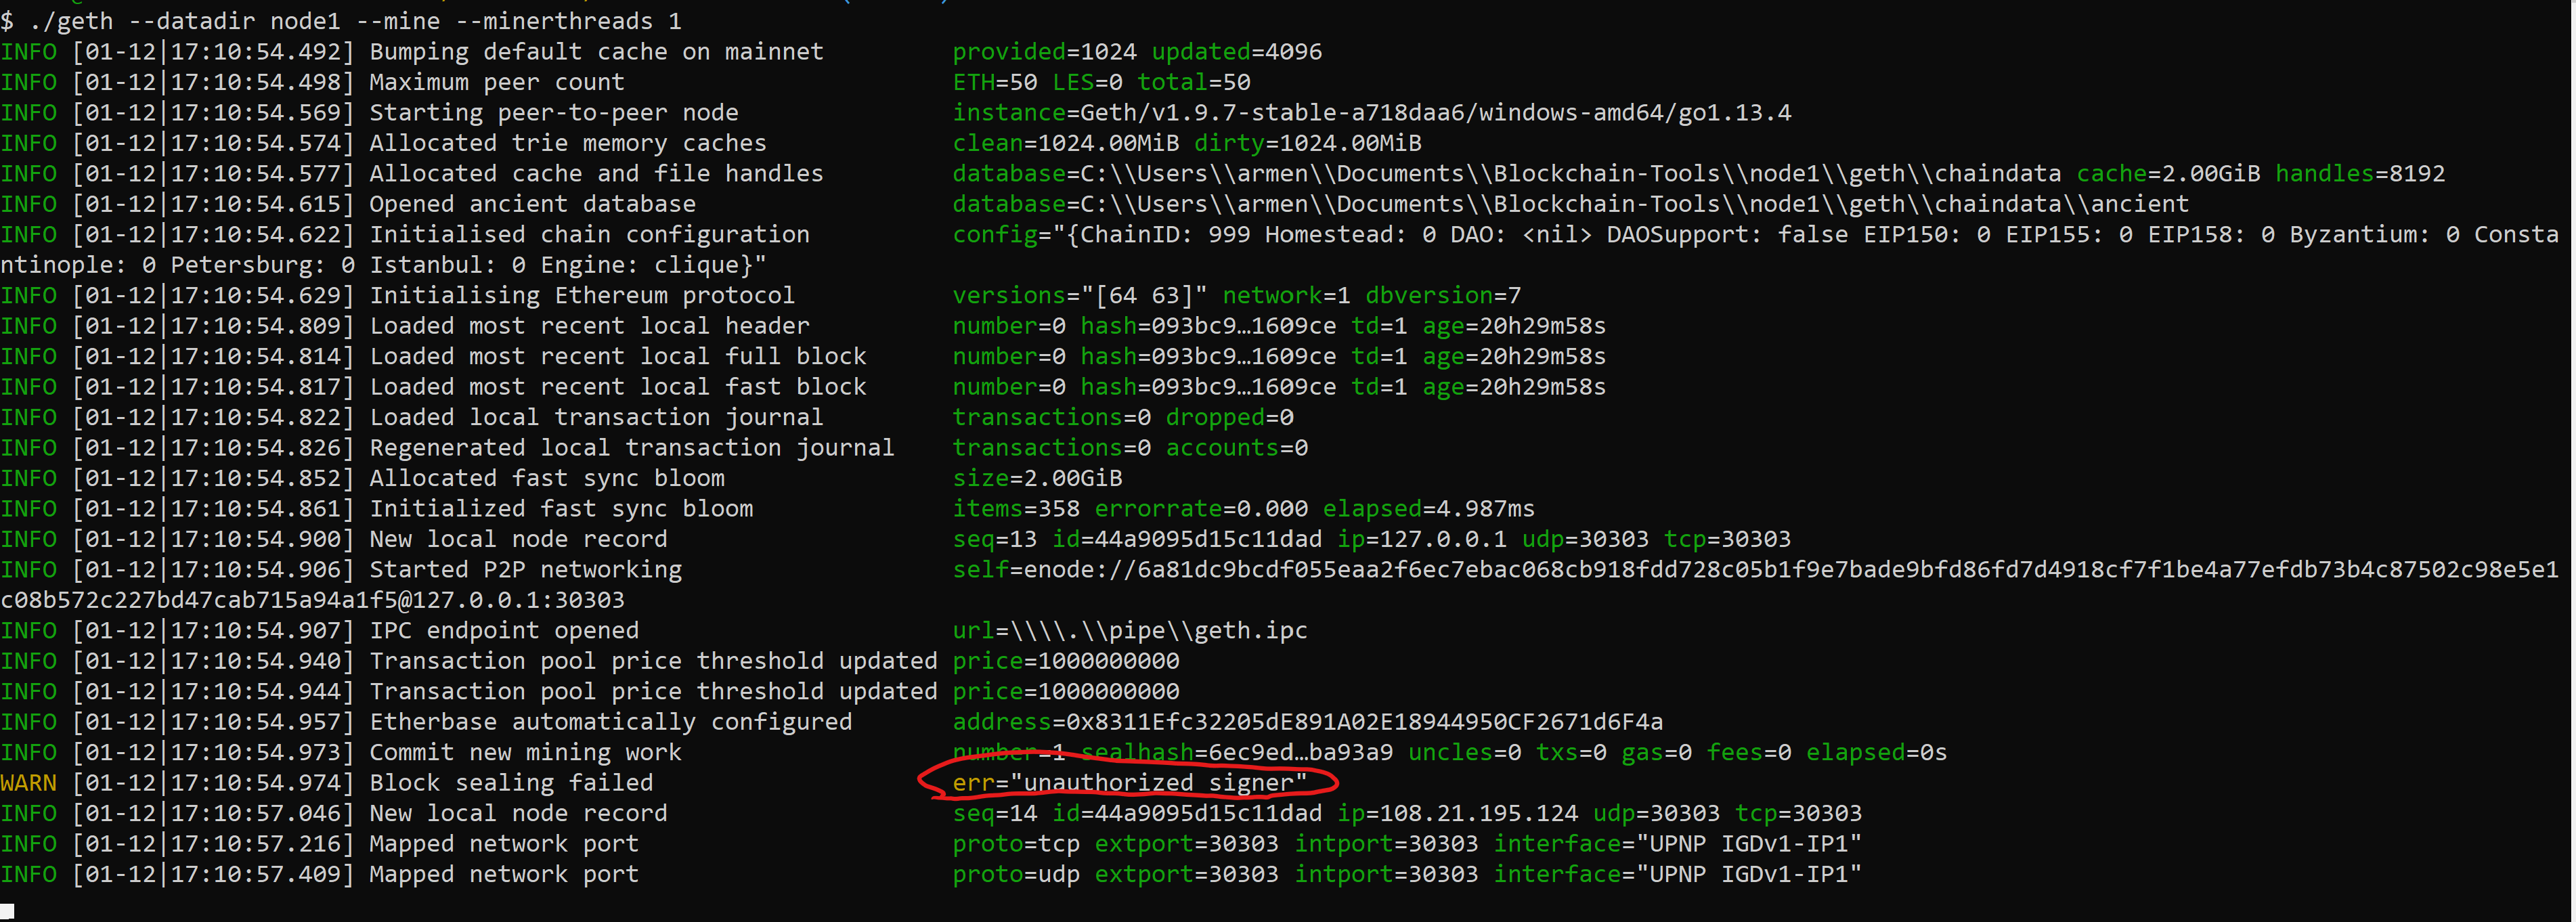 $ ./geth --datadir node1 --mine --minerthreads 1
INFO [01-12|17:10:54.492] Bumping default cache on mainnet         provided=1024 updated=4096
INFO [01-12|17:10:54.498] Maximum peer count                       ETH=50 LES=0 total=50
INFO [01-12|17:10:54.569] Starting peer-to-peer node               instance=Geth/v1.9.7-stable-a718daa6/windows-amd64/go1.13.4
INFO [01-12|17:10:54.574] Allocated trie memory caches             clean=1024.00MiB dirty=1024.00MiB
INFO [01-12|17:10:54.577] Allocated cache and file handles         database=C:\\Users\\armen\\Documents\\Blockchain-Tools\\node1\\geth\\chaindata cache=2.00GiB handles=8192
INFO [01-12|17:10:54.615] Opened ancient database                  database=C:\\Users\\armen\\Documents\\Blockchain-Tools\\node1\\geth\\chaindata\\ancient
INFO [01-12|17:10:54.622] Initialised chain configuration          config="{ChainID: 999 Homestead: 0 DAO: <nil> DAOSupport: false EIP150: 0 EIP155: 0 EIP158: 0 Byzantium: 0 Consta
ntinople: 0 Petersburg: 0 Istanbul: 0 Engine: clique}"
INFO [01-12|17:10:54.629] Initialising Ethereum protocol           versions="[64 63]" network=1 dbversion=7
INFO [01-12|17:10:54.809] Loaded most recent local header          number=0 hash=093bc9…1609ce td=1 age=20h29m58s
INFO [01-12|17:10:54.814] Loaded most recent local full block      number=0 hash=093bc9…1609ce td=1 age=20h29m58s
INFO [01-12|17:10:54.817] Loaded most recent local fast block      number=0 hash=093bc9…1609ce td=1 age=20h29m58s
INFO [01-12|17:10:54.822] Loaded local transaction journal         transactions=0 dropped=0
INFO [01-12|17:10:54.826] Regenerated local transaction journal    transactions=0 accounts=0
INFO [01-12|17:10:54.852] Allocated fast sync bloom                size=2.00GiB
INFO [01-12|17:10:54.861] Initialized fast sync bloom              items=358 errorrate=0.000 elapsed=4.987ms
INFO [01-12|17:10:54.900] New local node record                    seq=13 id=44a9095d15c11dad ip=127.0.0.1 udp=30303 tcp=30303
INFO [01-12|17:10:54.906] Started P2P networking                   self=enode://6a81dc9bcdf055eaa2f6ec7ebac068cb918fdd728c05b1f9e7bade9bfd86fd7d4918cf7f1be4a77efdb73b4c87502c98e5e1
c08b572c227bd47cab715a94a1f5@127.0.0.1:30303
INFO [01-12|17:10:54.907] IPC endpoint opened                      url=\\\\.\\pipe\\geth.ipc
INFO [01-12|17:10:54.940] Transaction pool price threshold updated price=1000000000
INFO [01-12|17:10:54.944] Transaction pool price threshold updated price=1000000000
INFO [01-12|17:10:54.957] Etherbase automatically configured       address=0x8311Efc32205dE891A02E18944950CF2671d6F4a
INFO [01-12|17:10:54.973] Commit new mining work                   number=1 sealhash=6ec9ed…ba93a9 uncles=0 txs=0 gas=0 fees=0 elapsed=0s
WARN [01-12|17:10:54.974] Block sealing failed                     err="unauthorized signer"
INFO [01-12|17:10:57.046] New local node record                    seq=14 id=44a9095d15c11dad ip=108.21.195.124 udp=30303 tcp=30303
INFO [01-12|17:10:57.216] Mapped network port                      proto=tcp extport=30303 intport=30303 interface="UPNP IGDv1-IP1"
INFO [01-12|17:10:57.409] Mapped network port                      proto=udp extport=30303 intport=30303 interface="UPNP IGDv1-IP1"